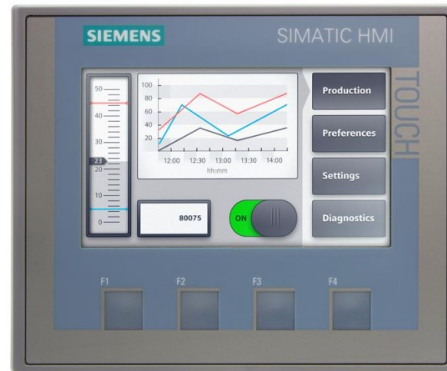 SIEMENS
SIMATIC HMI
TOUCH
50
40
30
23
20
10
0
100
80
60
40
20
12:00 12:30 13:00 13:30 14:00
hh:mm
80075
ON
Production
Preferences
Settings
Diagnostics
F1 F2 F3 F4